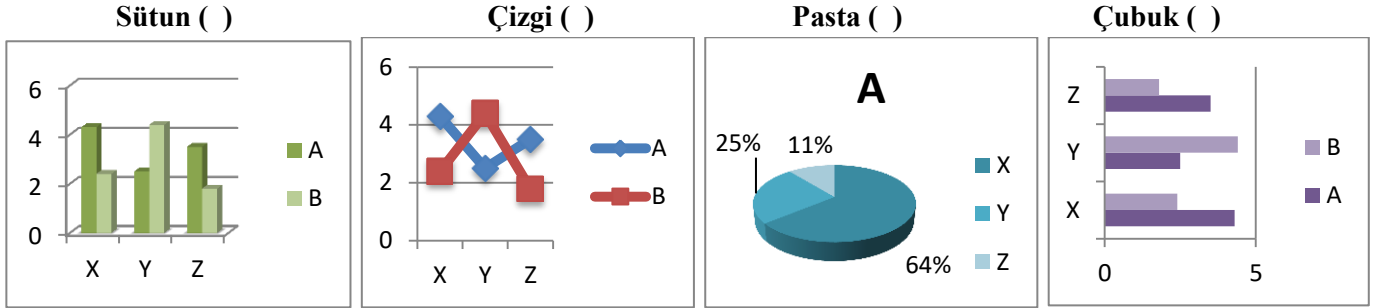 Sütun ( ) Çizgi ( ) Pasta ( ) Çubuk ( )
6
4
2
0
X Y Z
A
B
6
4
2
0
X Y Z
A
B
A
25% 11%
64%
X
Y
Z
Z
Y
X
0 5
B
A